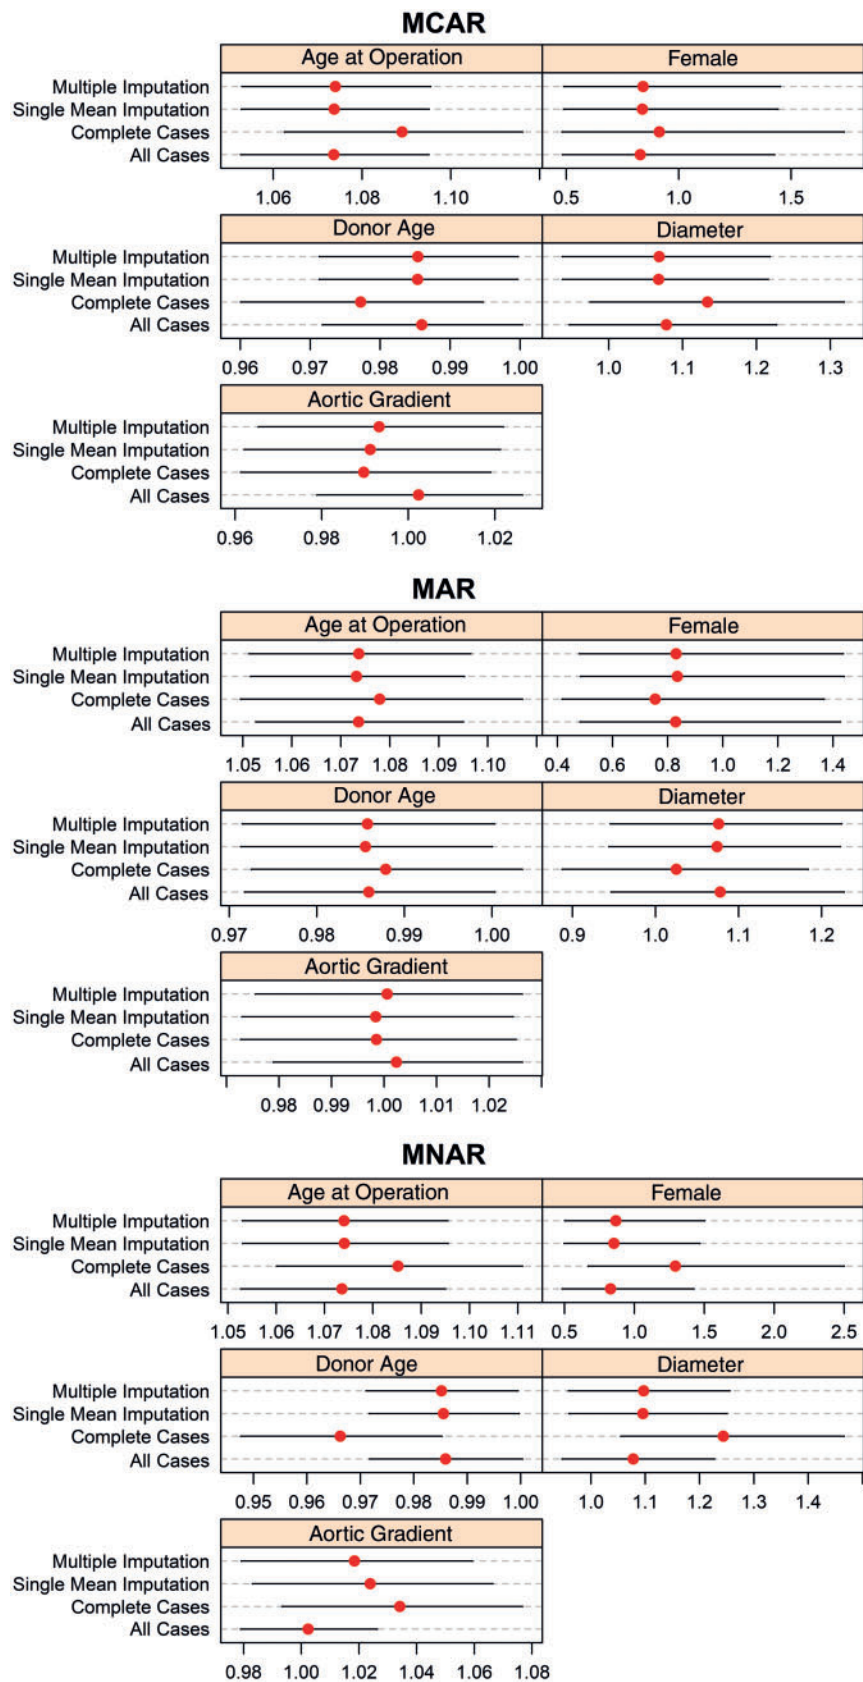 MCAR
Age at Operation Female
Multiple Imputation
Single Mean Imputation
Complete Cases
All Cases
1.06 1.08 1.10 0.5 1.0 1.5
Donor Age Diameter
Multiple Imputation
Single Mean Imputation
Complete Cases
All Cases
0.96 0.97 0.98 0.99 1.00 1.0 1.1 1.2 1.3
Aortic Gradient
Multiple Imputation
Single Mean Imputation
Complete Cases
All Cases
0.96 0.98 1.00 1.02
MAR
Age at Operation Female
Multiple Imputation
Single Mean Imputation
Complete Cases
All Cases
1.05 1.06 1.07 1.08 1.09 1.10 0.4 0.6 0.8 1.0 1.2 1.4
Donor Age Diameter
Multiple Imputation
Single Mean Imputation
Complete Cases
All Cases
0.97 0.98 0.99 1.00 0.9 1.0 1.1 1.2
Aortic Gradient
Multiple Imputation
Single Mean Imputation
Complete Cases
All Cases
0.98 0.99 1.00 1.01 1.02
MNAR
Age at Operation Female
Multiple Imputation
Single Mean Imputation
Complete Cases
All Cases
1.05 1.06 1.07 1.08 1.09 1.10 1.11 0.5 1.0 1.5 2.0 2.5
Donor Age Diameter
Multiple Imputation
Single Mean Imputation
Complete Cases
All Cases
0.95 0.96 0.97 0.98 0.99 1.00 1.0 1.1 1.2 1.3 1.4
Aortic Gradient
Multiple Imputation
Single Mean Imputation
Complete Cases
All Cases
0.98 1.00 1.02 1.04 1.06 1.08